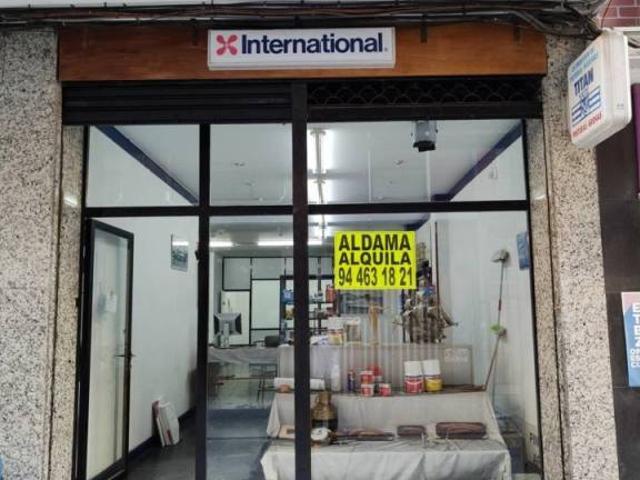 International
TITAN
ALDAMA
ALQUILA
94 463 18 21